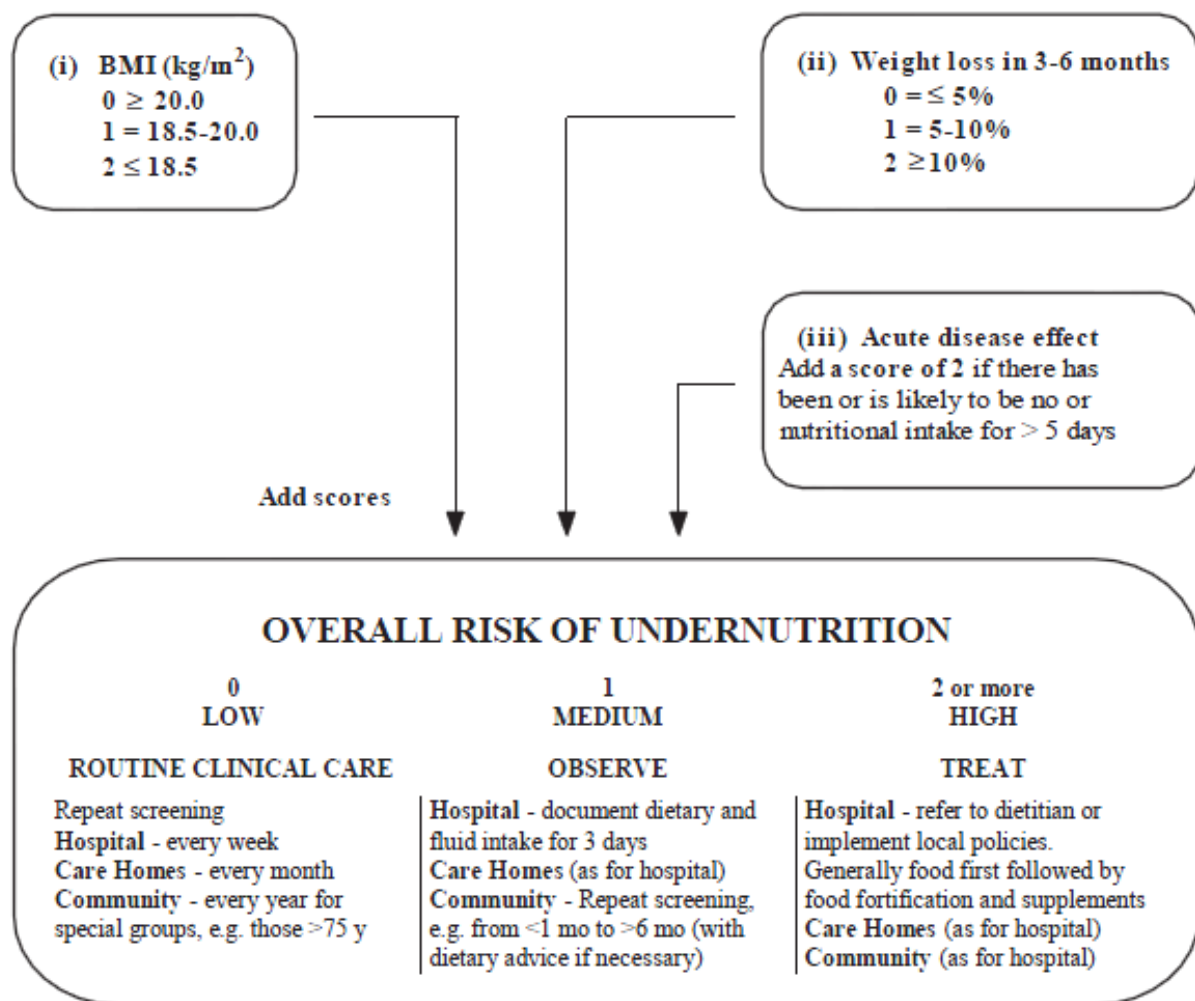 (i) BMI (kg/m²)
0 ≥ 20.0
1 = 18.5-20.0
2 ≤ 18.5
(ii) Weight loss in 3-6 months
0 = ≤ 5%
1 = 5-10%
2 ≥10%
(iii) Acute disease effect
Add a score of 2 if there has
been or is likely to be no or
nutritional intake for > 5 days
Add scores
OVERALL RISK OF UNDERNUTRITION
0
LOW
ROUTINE CLINICAL CARE
Repeat screening
Hospital - every week
Care Homes - every month
Community - every year for
special groups, e.g. those >75 y
1
MEDIUM
OBSERVE
Hospital - document dietary and
fluid intake for 3 days
Care Homes (as for hospital)
Community - Repeat screening,
e.g. from <1 mo to >6 mo (with
dietary advice if necessary)
2 or more
HIGH
TREAT
Hospital - refer to dietitian or
implement local policies.
Generally food first followed by
food fortification and supplements
Care Homes (as for hospital)
Community (as for hospital)